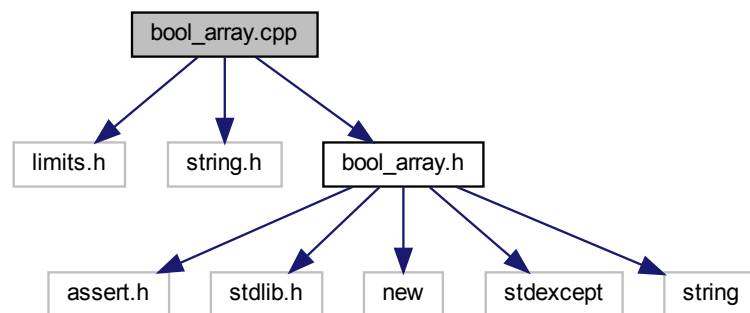 bool_array.cpp
limits.h
string.h
bool_array.h
assert.h
stdlib.h
new
stdexcept
string